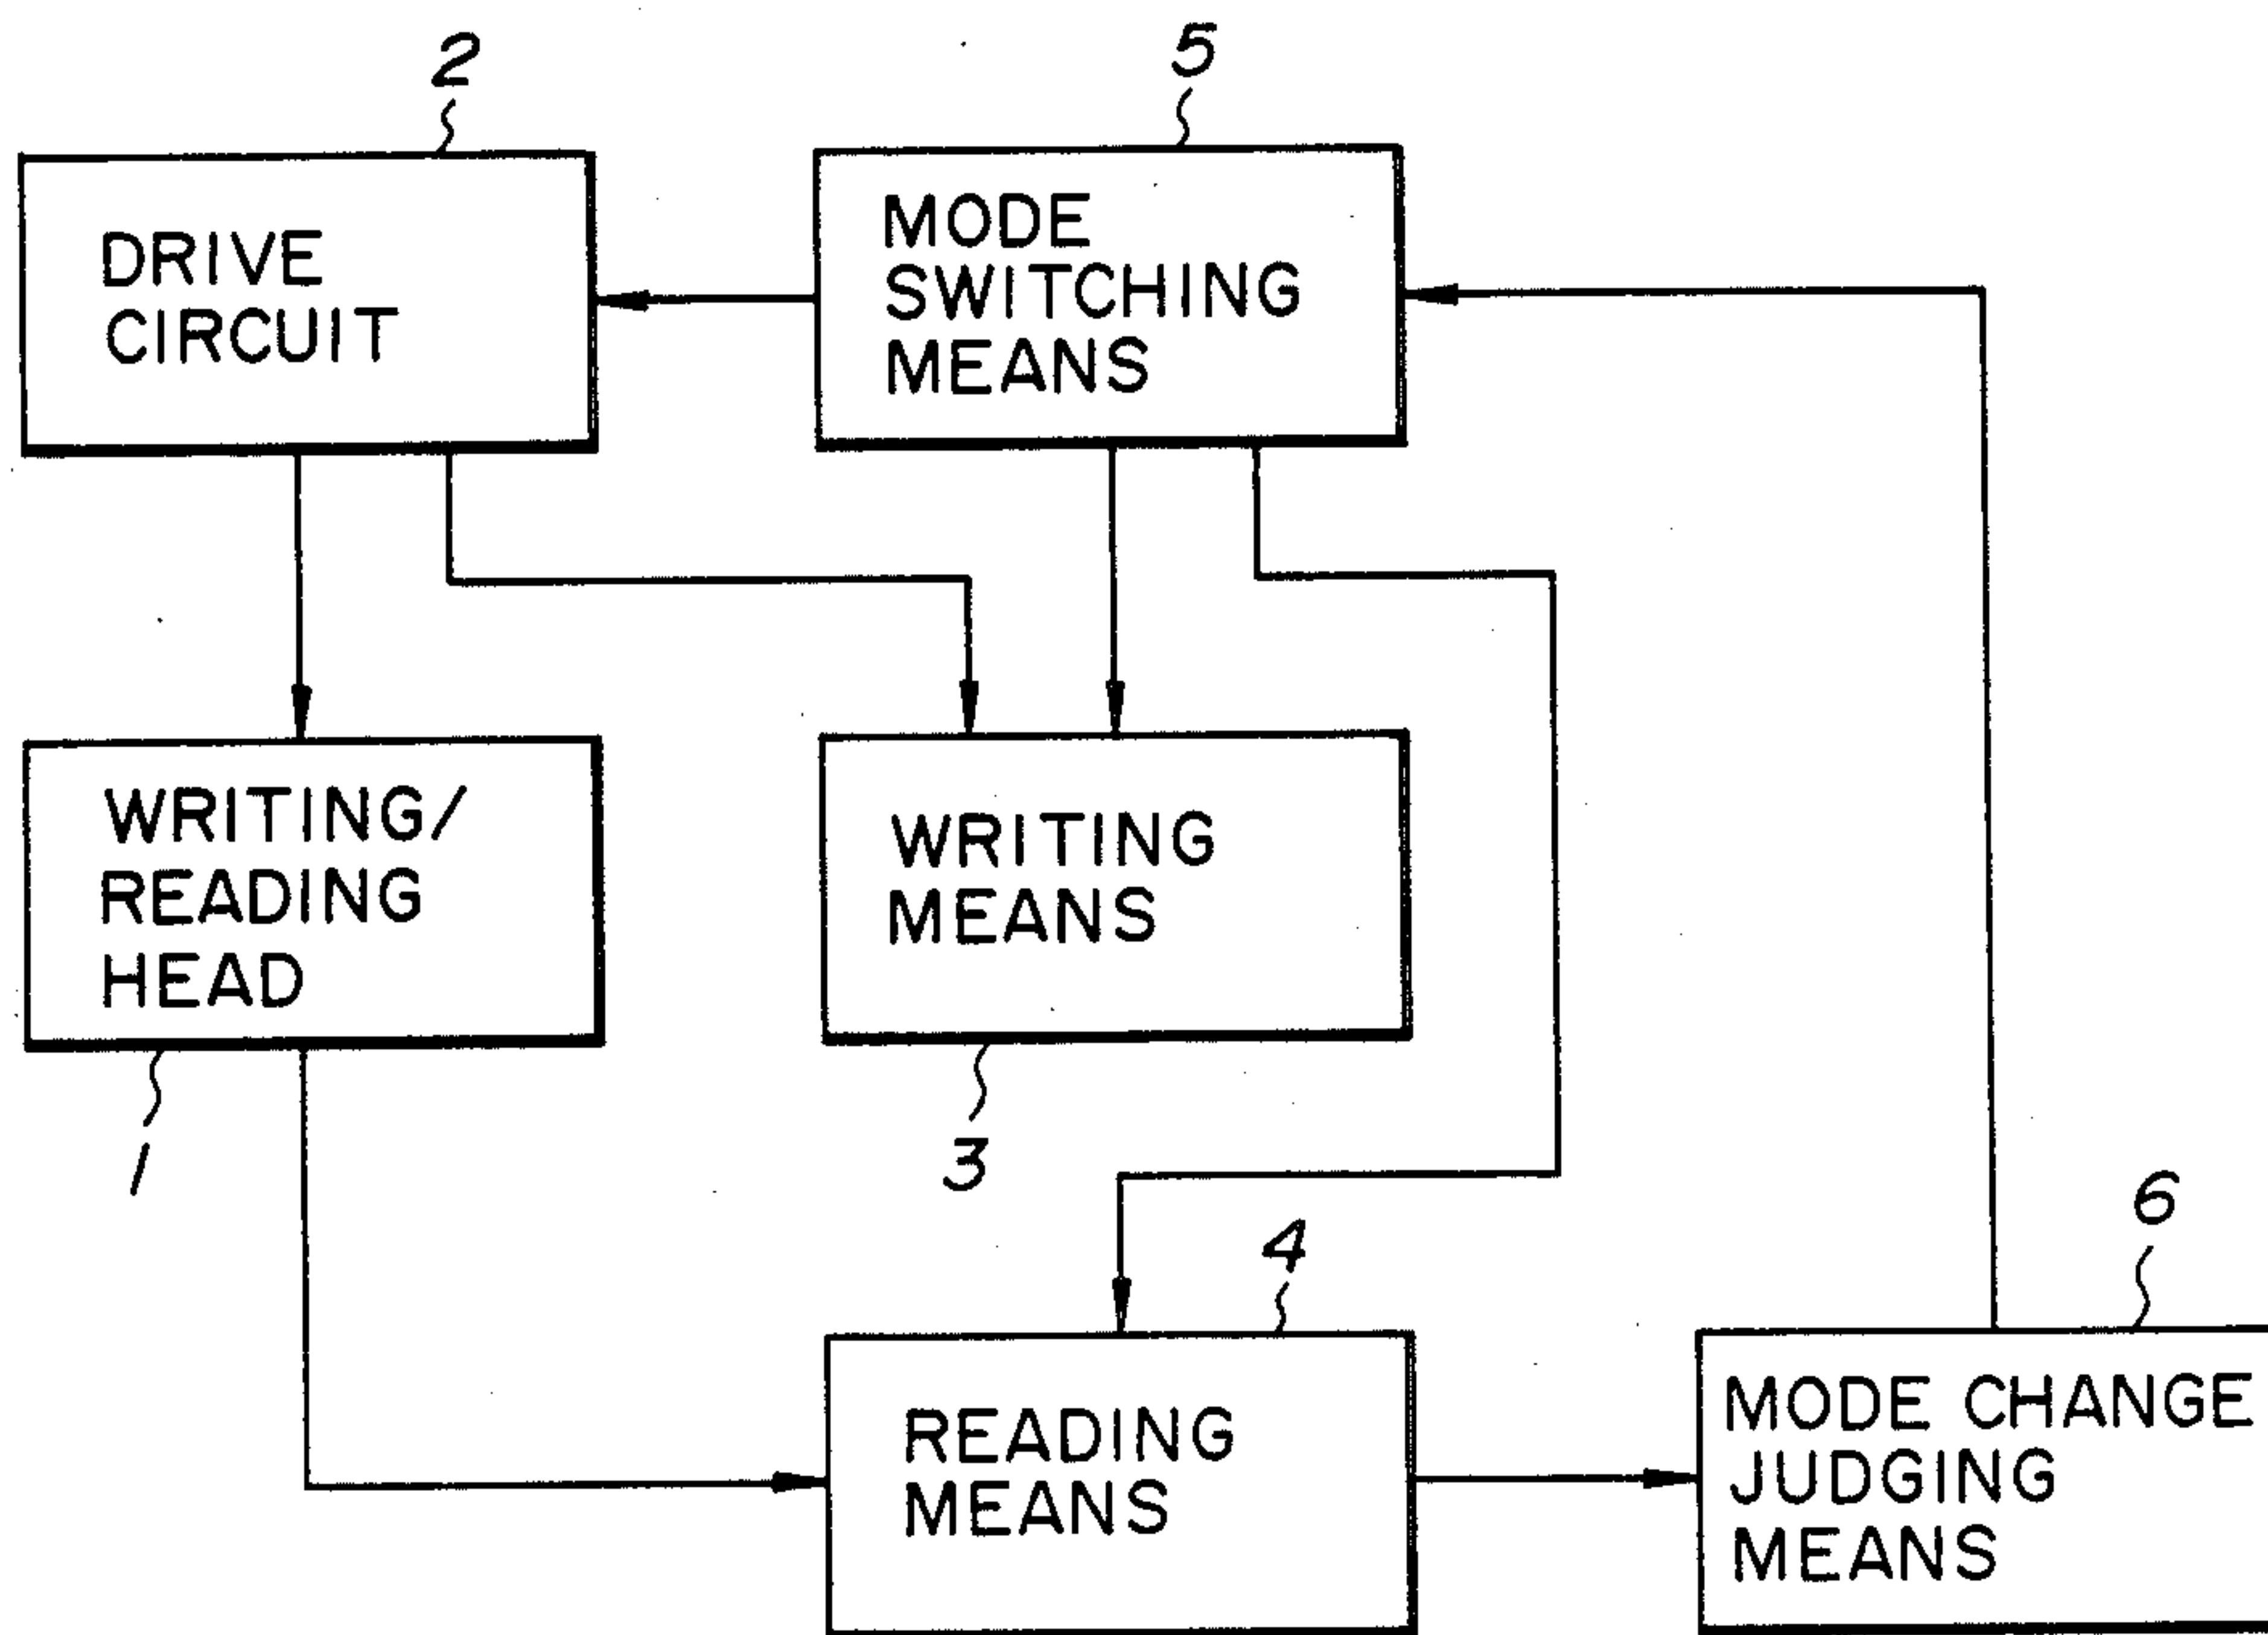 2
5
DRIVE
CIRCUIT
MODE
SWITCHING
MEANS
WRITING/
READING
HEAD
WRITING
MEANS
1
3
4
6
READING
MEANS
MODE CHANGE
JUDGING
MEANS